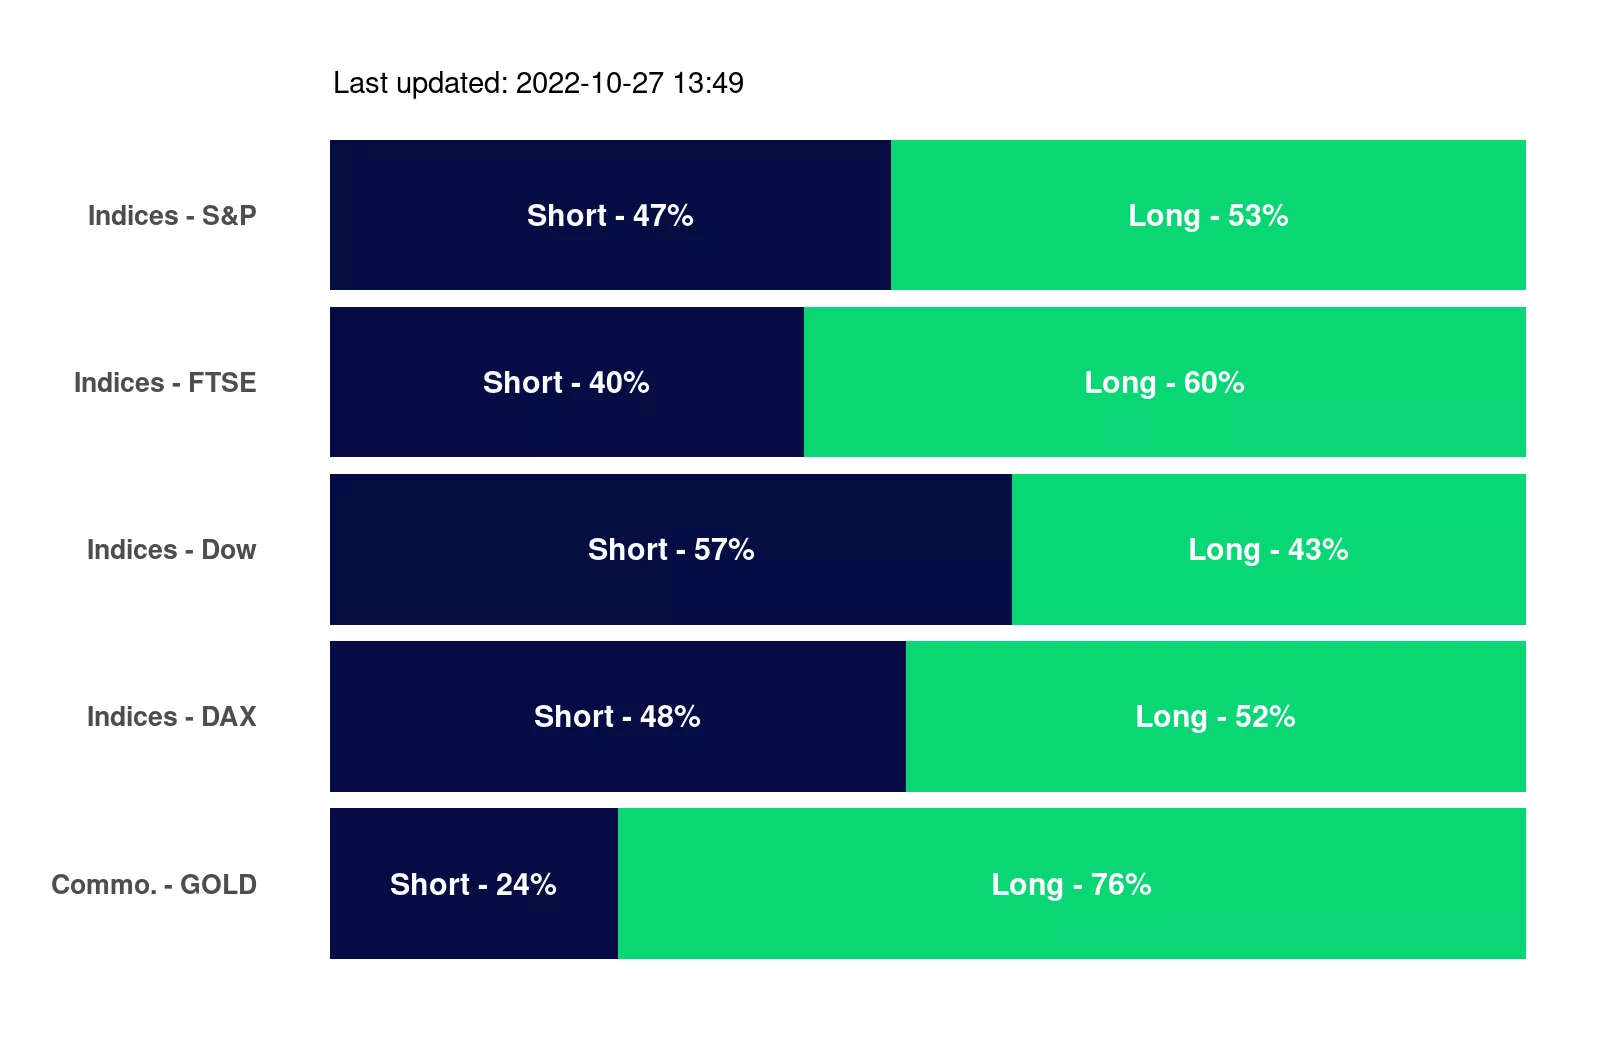 Last updated: 2022-10-27 13:49
Indices - S&P Short - 47% Long - 53%
Indices - FTSE Short - 40% Long - 60%
Indices - Dow Short - 57% Long - 43%
Indices - DAX Short - 48% Long - 52%
Commo. - GOLD Short - 24% Long - 76%